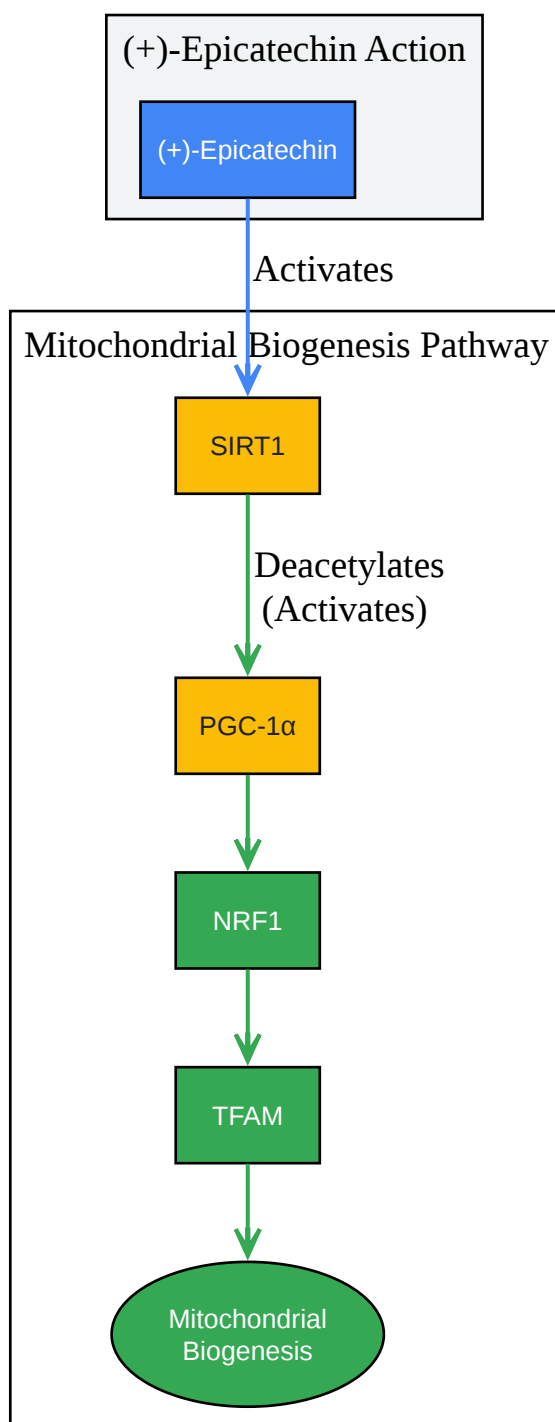 (+)-Epicatechin Action
(+)-Epicatechin
Activates
Mitochondrial Biogenesis Pathway
SIRT1
Deacetylates
(Activates)
PGC-1α
NRF1
TFAM
Mitochondrial
Biogenesis